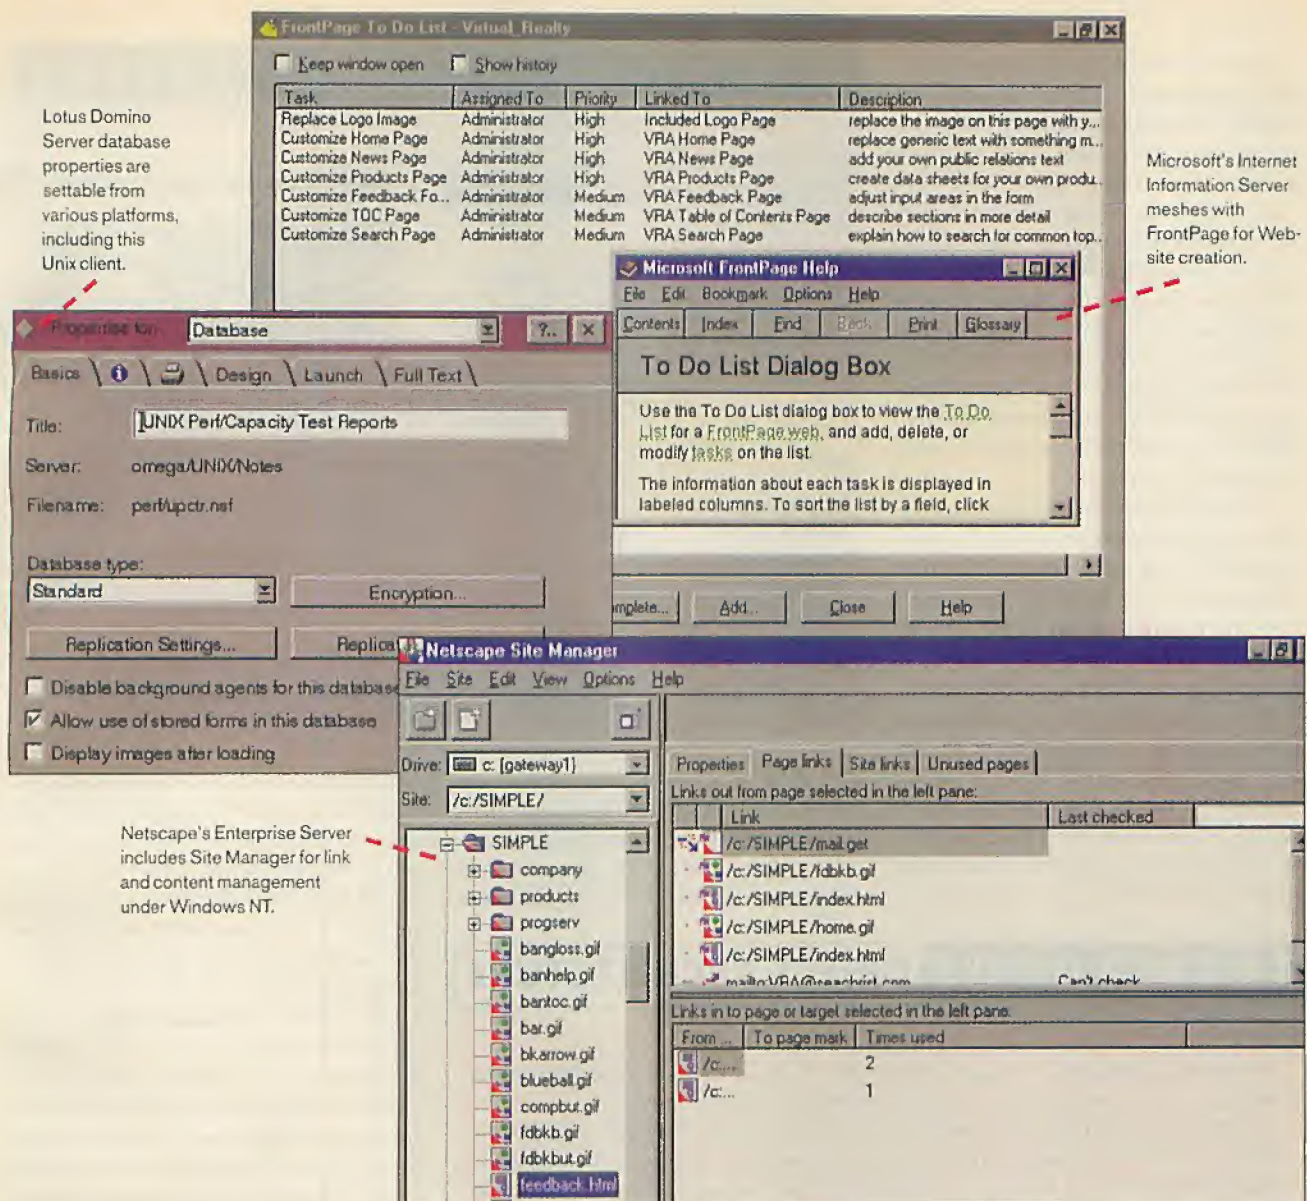 FrontPage To Do List - Virtual_Realty
Keep window open Show history
Task Assigned To Priority Linked To Description
Replace Logo Image Administrator High Included Logo Page replace the image on this page with y...
Customize Home Page Administrator High VRA Home Page replace generic text with something m...
Customize News Page Administrator High VRA News Page add your own public relations text
Customize Products Page Administrator High VRA Products Page create data sheets for your own produ...
Customize Feedback Fo... Administrator Medium VRA Feedback Page adjust input areas in the form
Customize TOC Page Administrator Medium VRA Table of Contents Page describe sections in more detail
Customize Search Page Administrator Medium VRA Search Page explain how to search for common top...
Lotus Domino
Server database
properties are
settable from
various platforms,
including this
Unix client.
Microsoft's Internet
Information Server
meshes with
FrontPage for Web-
site creation.
Microsoft FrontPage Help
File Edit Bookmark Options Help
Contents Index Find Back Print Glossary
To Do List Dialog Box
Use the To Do List dialog box to view the To Do
List for a FrontPage web, and add, delete, or
modify tasks on the list.
The information about each task is displayed in
labeled columns. To sort the list by a field, click
mplete... Add... Close Help
Properties for: Database ?..
Basics i Design Launch Full Text
Title: UNIX Perf/Capacity Test Reports
Server: omega/UNIX/Notes
Filename: perf/upctr.nsf
Database type:
Standard Encryption...
Replication Settings... Replica
Disable background agents for this database
Allow use of stored forms in this database
Display images after loading
Netscape's Enterprise Server
includes Site Manager for link
and content management
under Windows NT.
Netscape Site Manager
File Site Edit View Options Help
Drive: c: [gateway1]
Site: /c:/SIMPLE/
SIMPLE
company
products
progserv
bangloss.gif
banhelp.gif
bantoc.gif
bar.gif
bkarrow.gif
blueball.gif
compbut.gif
fdbkb.gif
fdbkbut.gif
feedback.html
Properties Page links Site links Unused pages
Links out from page selected in the left pane:
Link Last checked
/c:/SIMPLE/mail.get
/c:/SIMPLE/fdbkb.gif
/c:/SIMPLE/index.html
/c:/SIMPLE/home.gif
/c:/SIMPLE/index.html
mailto:VRA@seachrist.com Can't check
Links in to page or target selected in the left pane:
From ... To page mark Times used
/c:... 2
/c:... 1